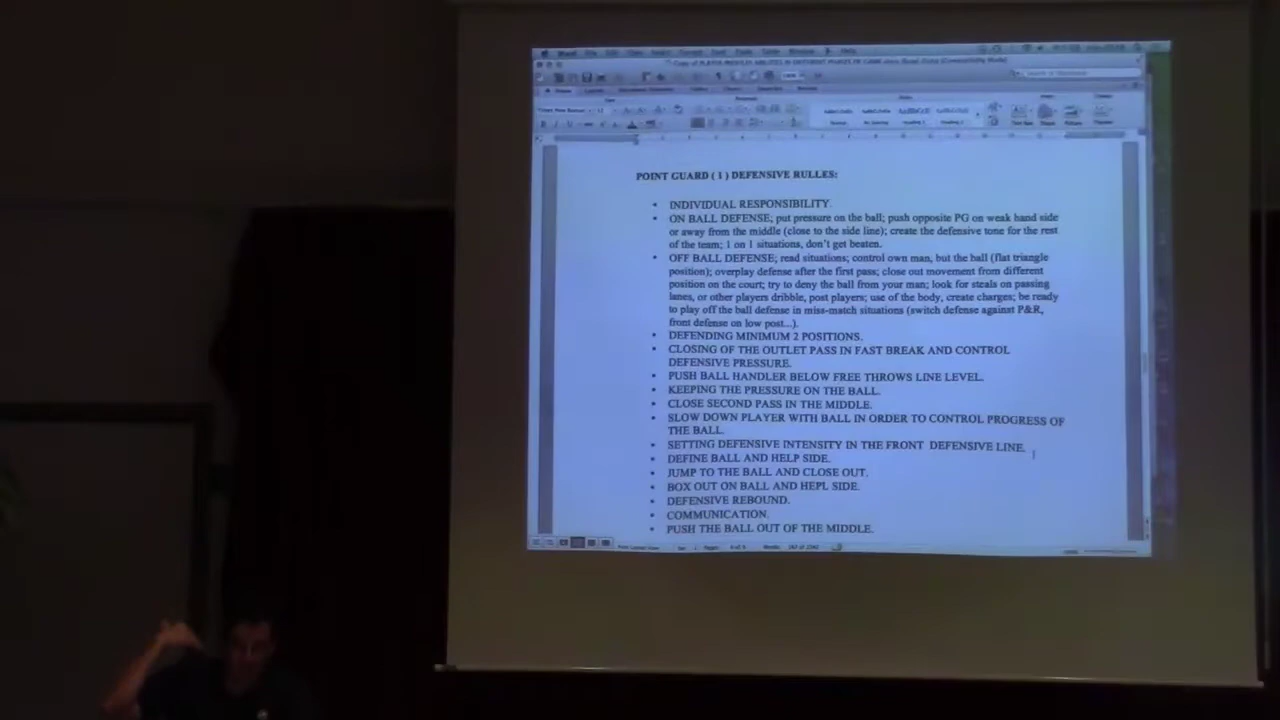 POINT GUARD ( 1 ) DEFENSIVE RULLES:
• INDIVIDUAL RESPONSIBILITY.
• ON BALL DEFENSE; put pressure on the ball; push opposite PG on weak hand side
or away from the middle (close to the side line); create the defensive tone for the rest
of the team; 1 on 1 situations, don't get beaten.
• OFF BALL DEFENSE; read situations; control own man, but the ball (flat triangle
position); overplay defense after the first pass; close out movement from different
position on the court; try to deny the ball from your man; look for steals on passing
lanes, or other players dribble, post players; use of the body, create charges; be ready
to play off the ball defense in miss-match situations (switch defense against P&R,
front defense on low post...).
• DEFENDING MINIMUM 2 POSITIONS.
• CLOSING OF THE OUTLET PASS IN FAST BREAK AND CONTROL
DEFENSIVE PRESSURE.
• PUSH BALL HANDLER BELOW FREE THROWS LINE LEVEL.
• KEEPING THE PRESSURE ON THE BALL.
• CLOSE SECOND PASS IN THE MIDDLE.
• SLOW DOWN PLAYER WITH BALL IN ORDER TO CONTROL PROGRESS OF
THE BALL.
• SETTING DEFENSIVE INTENSITY IN THE FRONT DEFENSIVE LINE.
• DEFINE BALL AND HELP SIDE.
• JUMP TO THE BALL AND CLOSE OUT.
• BOX OUT ON BALL AND HEPL SIDE.
• DEFENSIVE REBOUND.
• COMMUNICATION.
• PUSH THE BALL OUT OF THE MIDDLE.